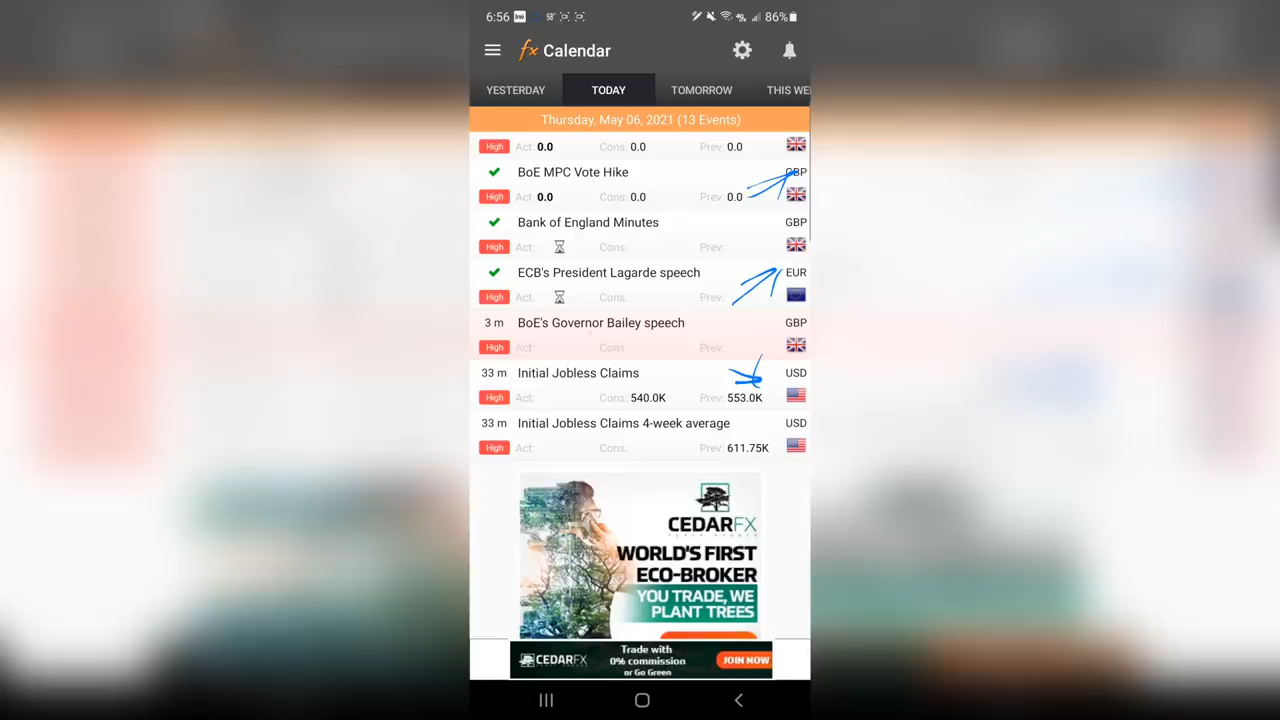 6:56 58° 86%
fx Calendar
YESTERDAY TODAY TOMORROW THIS WE
Thursday, May 06, 2021 (13 Events)
High Act: 0.0 Cons: 0.0 Prev: 0.0
BoE MPC Vote Hike GBP
High Act: 0.0 Cons: 0.0 Prev: 0.0
Bank of England Minutes GBP
High Act: Cons: Prev:
ECB's President Lagarde speech EUR
High Act: Cons: Prev:
3 m BoE's Governor Bailey speech GBP
High Act: Cons: Prev:
33 m Initial Jobless Claims USD
High Act: Cons: 540.0K Prev: 553.0K
33 m Initial Jobless Claims 4-week average USD
High Act: Cons: Prev: 611.75K
CEDARFX
WORLD'S FIRST
ECO-BROKER
YOU TRADE, WE
PLANT TREES
CEDARFX
Trade with
0% commission
or Go Green
JOIN NOW